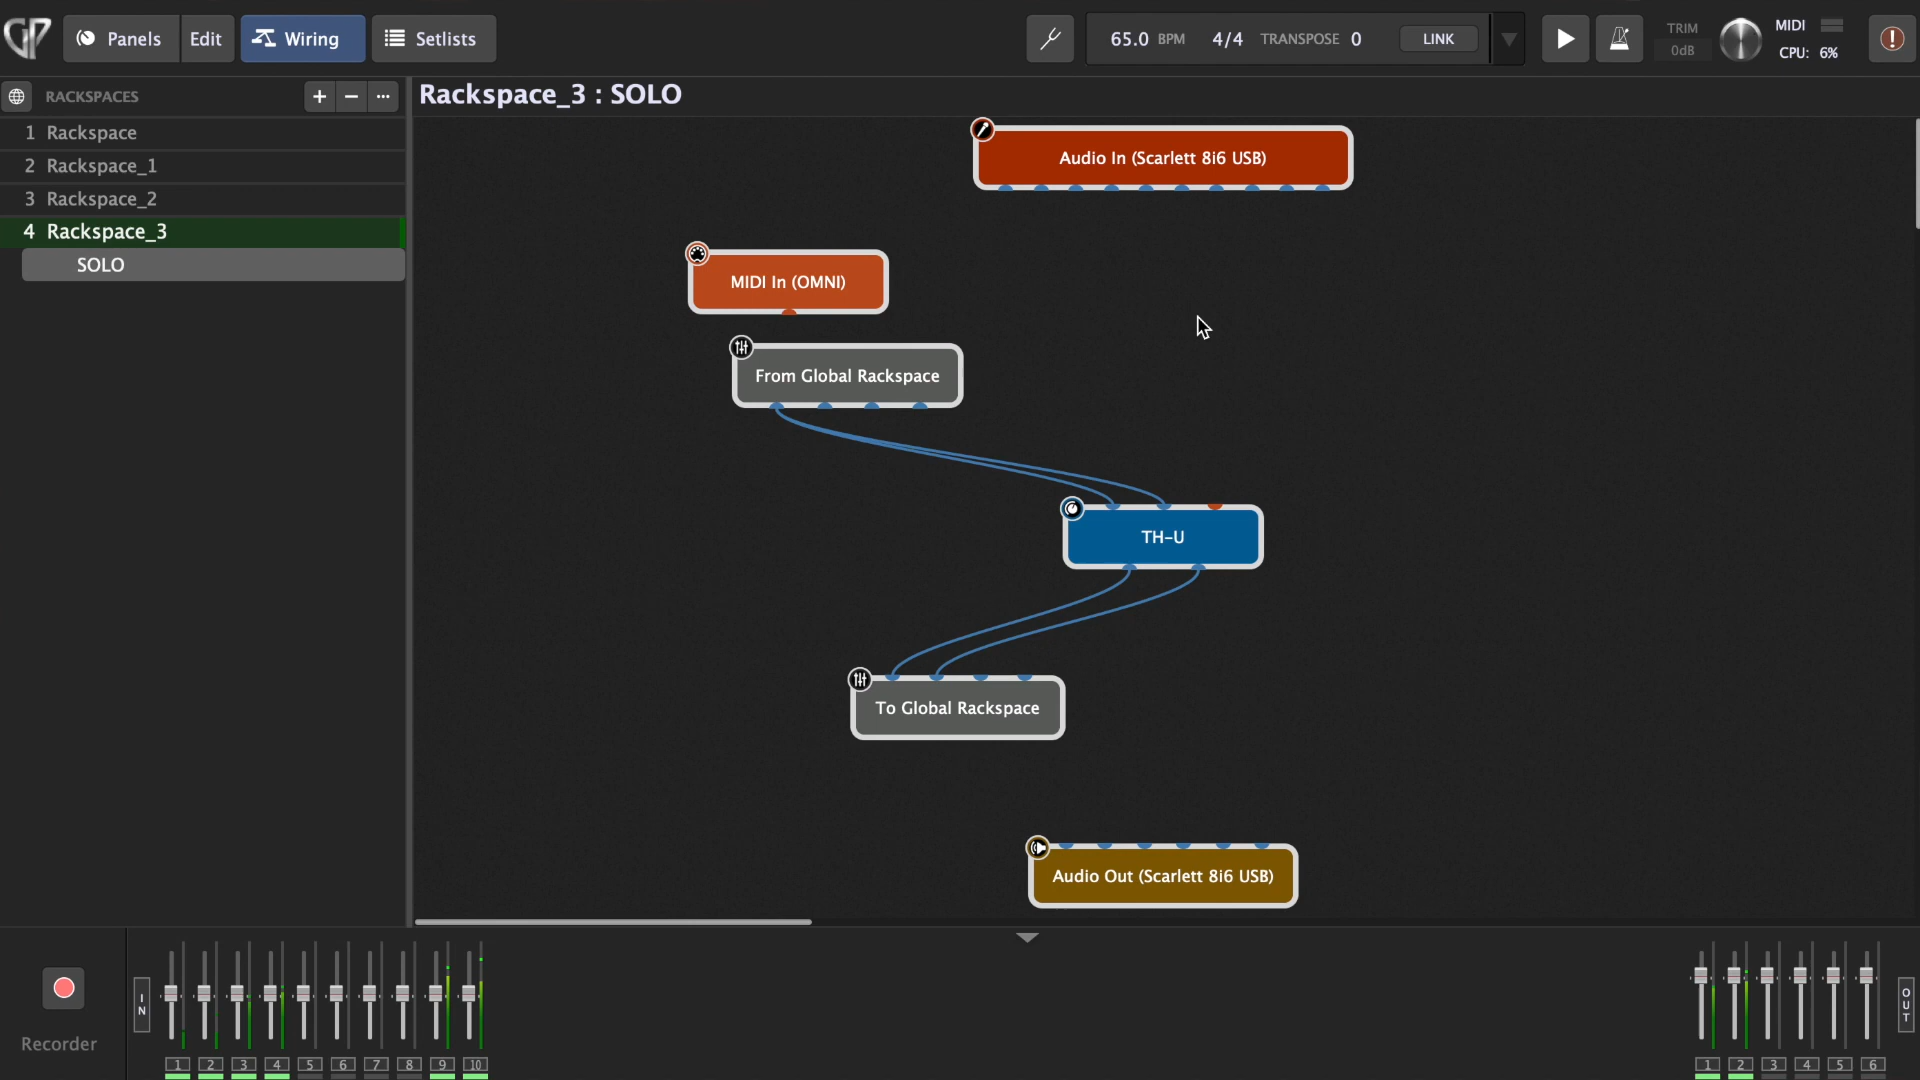 GP Panels Edit Wiring Setlists 65.0 BPM 4/4 TRANSPOSE 0 LINK TRIM 0dB MIDI CPU: 6%
RACKSPACES + − ...
Rackspace_3 : SOLO
1 Rackspace
2 Rackspace_1
3 Rackspace_2
4 Rackspace_3
SOLO
Audio In (Scarlett 8i6 USB)
MIDI In (OMNI)
From Global Rackspace
TH-U
To Global Rackspace
Audio Out (Scarlett 8i6 USB)
Recorder
IN
1 2 3 4 5 6 7 8 9 10
1 2 3 4 5 6
OUT